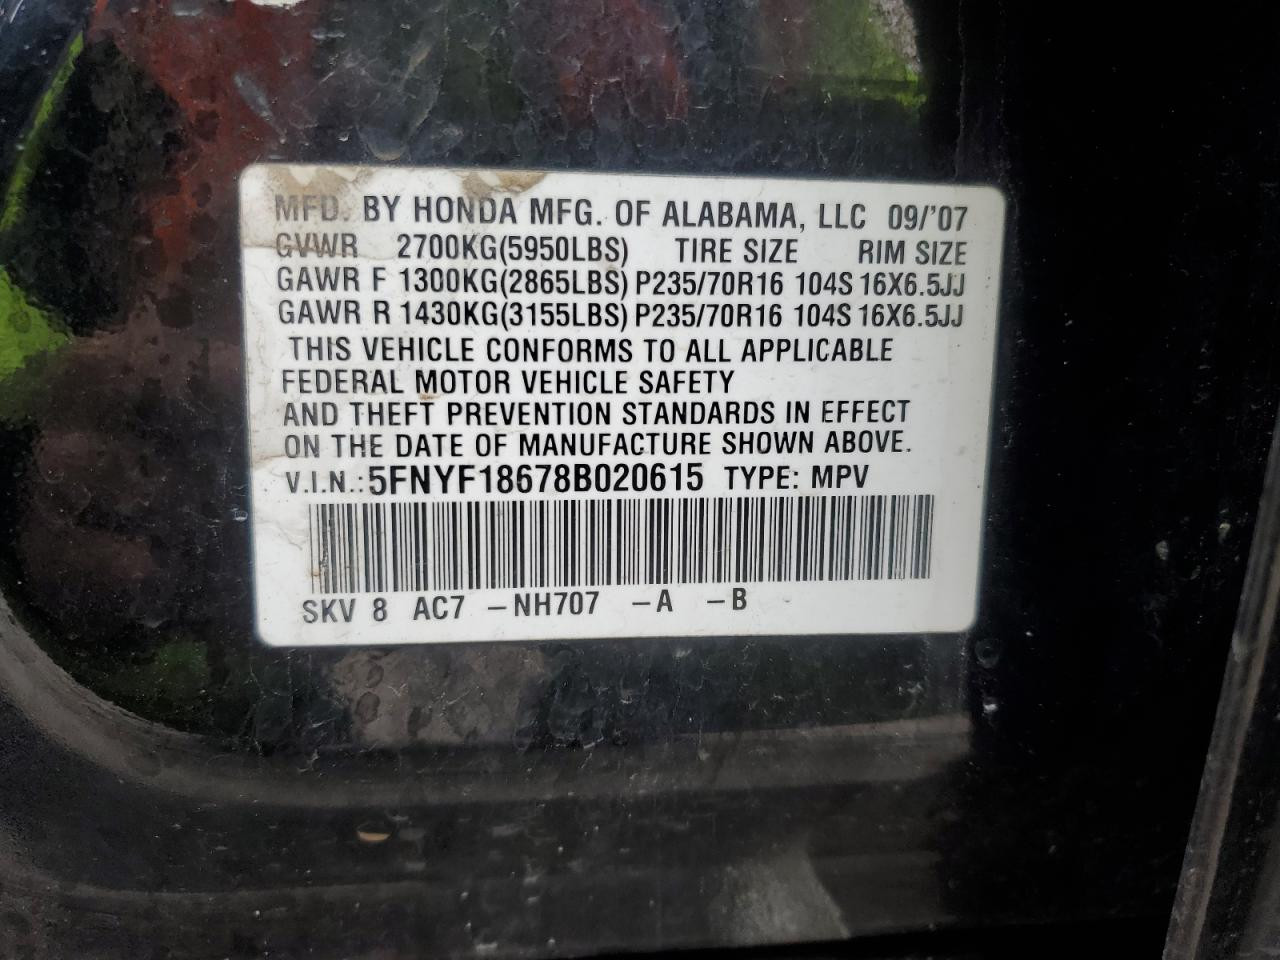 MFD. BY HONDA MFG. OF ALABAMA, LLC 09/'07
GVWR 2700KG(5950LBS) TIRE SIZE RIM SIZE
GAWR F 1300KG(2865LBS) P235/70R16 104S 16X6.5JJ
GAWR R 1430KG(3155LBS) P235/70R16 104S 16X6.5JJ
THIS VEHICLE CONFORMS TO ALL APPLICABLE
FEDERAL MOTOR VEHICLE SAFETY
AND THEFT PREVENTION STANDARDS IN EFFECT
ON THE DATE OF MANUFACTURE SHOWN ABOVE.
V.I.N.: 5FNYF18678B020615 TYPE: MPV
SKV 8 AC7 -NH707 -A -B